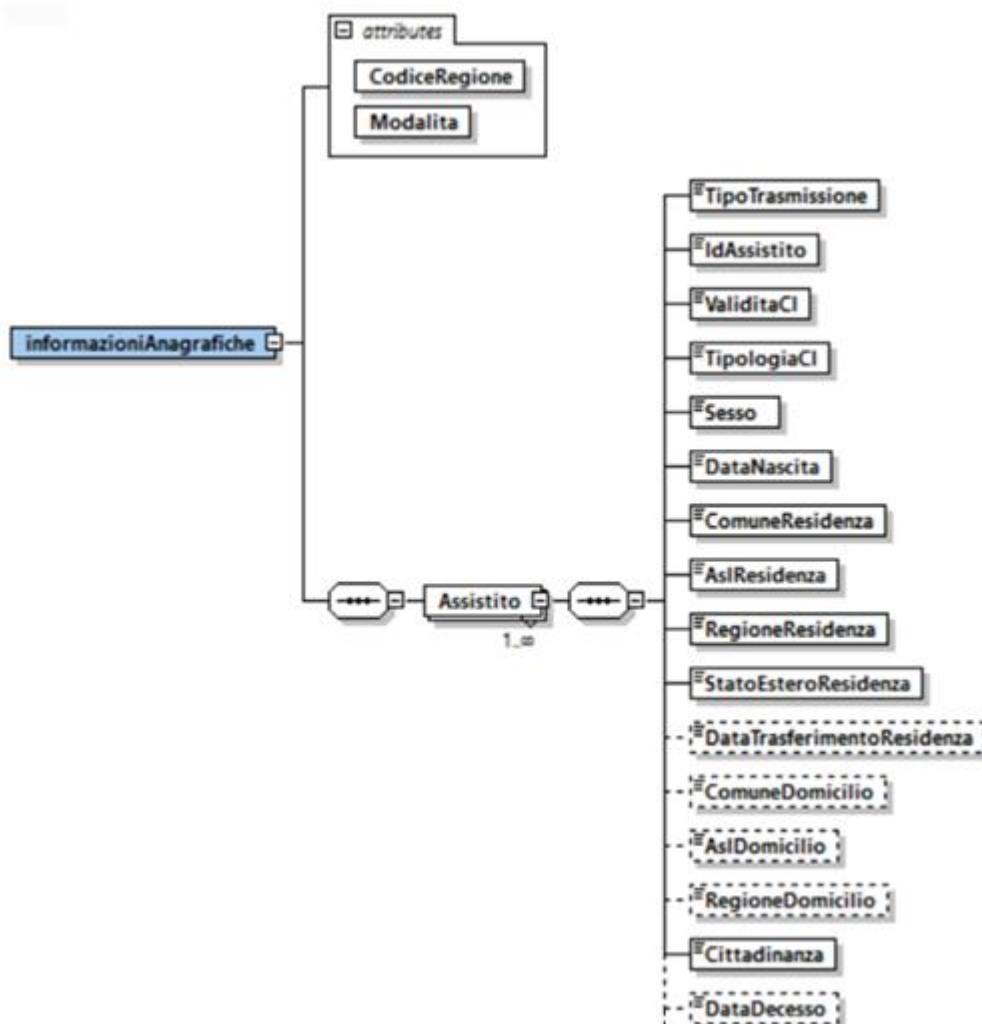 attributes
CodiceRegione
Modalita
informazioniAnagrafiche
Assistito
1..∞
TipoTrasmissione
IdAssistito
ValiditaCI
TipologiaCI
Sesso
DataNascita
ComuneResidenza
AslResidenza
RegioneResidenza
StatoEsteroResidenza
DataTrasferimentoResidenza
ComuneDomicilio
AslDomicilio
RegioneDomicilio
Cittadinanza
DataDecesso